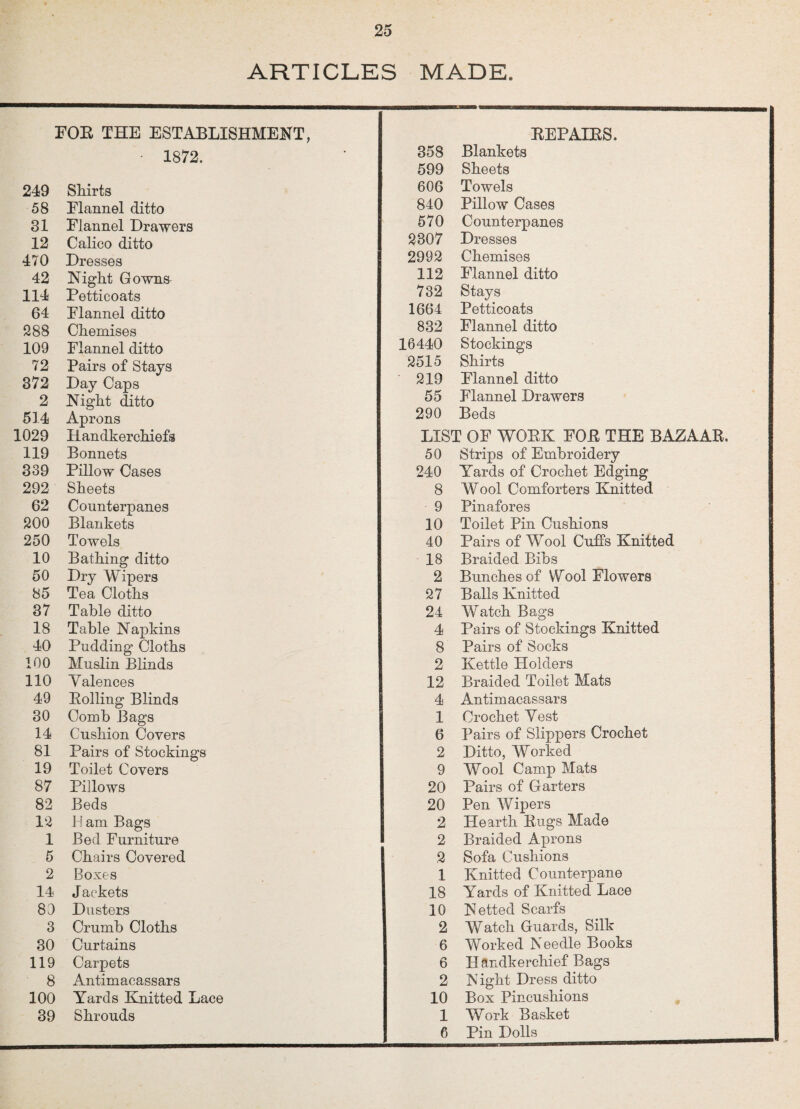 25
ARTICLES MADE.
FOR THE ESTABLISHMENT,
1872.
249 Shirts
58 Flannel ditto
31 Flannel Drawers
12 Calico ditto
470 Dresses
42 Night Gowns
114 Petticoats
64 Flannel ditto
288 Chemises
109 Flannel ditto
72 Pairs of Stays
372 Day Caps
2 Night ditto
514 Aprons
1029 Handkerchiefs
119 Bonnets
339 Pillow Cases
292 Sheets
62 Counterpanes
200 Blankets
250 Towels
10 Bathing ditto
50 Dry Wipers
85 Tea Cloths
37 Table ditto
18 Table Napkins
40 Pudding Cloths
100 Muslin Blinds
110 Valences
49 Rolling Blinds
30 Comb Bags
14 Cushion Covers
81 Pairs of Stockings
19 Toilet Covers
87 Pillows
82 Beds
12 Ham Bags
1 Bed Furniture
5 Chairs Covered
2 Boxes
14 Jackets
80 Dusters
3 Crumb Cloths
30 Curtains
119 Carpets
8 Antimacassars
100 Yards Knitted Lace
39 Shrouds
REPAIRS.
358 Blankets
599 Sheets
606 Towels
840 Pillow Cases
570 Counterpanes
2307 Dresses
2992 Chemises
112 Flannel ditto
732 Stays
1664 Petticoats
832 Flannel ditto
16440 Stockings
2515 Shirts
219 Flannel ditto
55 Flannel Drawers
290 Beds
LIST OF WORK FOR THE BAZAAR.
50 Strips of Embroidery
240 Yards of Crochet Edging
8 Wool Comforters Knitted
9 Pinafores
10 Toilet Pin Cushions
40 Pairs of Wool Cuffs Knitted
18 Braided Bibs
2 Bunches of Wool Flowers
27 Balls Knitted
24 Watch Bags
4 Pairs of Stockings Knitted
8 Pairs of Socks
2 Kettle Holders
12 Braided Toilet Mats
4 Antimacassars
1 Crochet Vest
6 Pairs of Slippers Crochet
2 Ditto, Worked
9 Wool Camp Mats
20 Pairs of Garters
20 Pen Wipers
2 Hearth Rugs Made
2 Braided Aprons
2 Sofa Cushions
1 Knitted Counterpane
18 Yards of Knitted Lace
10 Netted Scarfs
2 Watch Guards, Silk
6 Worked Needle Books
6 Handkerchief Bags
2 Night Dress ditto
10 Box Pincushions
1 Work Basket
6 Pin Dolls